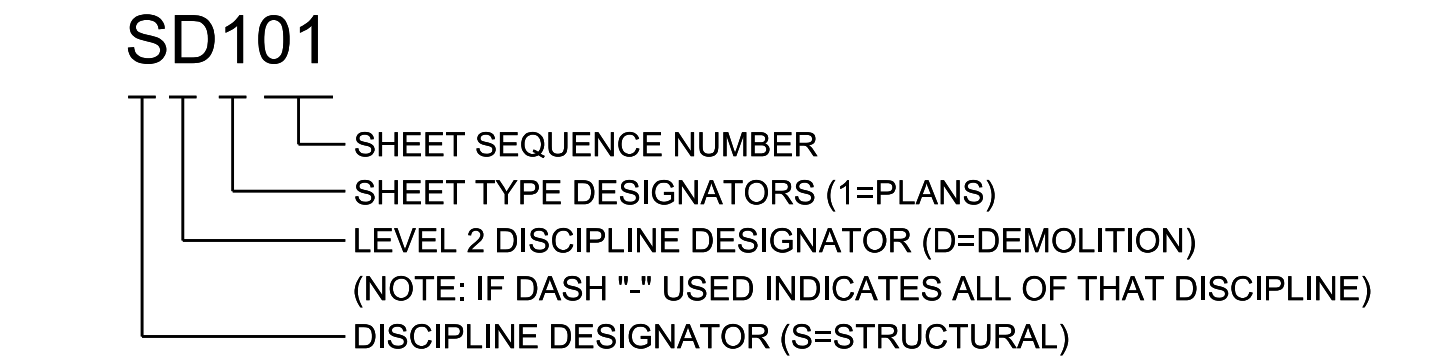 SD101
SHEET SEQUENCE NUMBER
SHEET TYPE DESIGNATORS (1=PLANS)
LEVEL 2 DISCIPLINE DESIGNATOR (D=DEMOLITION)
(NOTE: IF DASH "-" USED INDICATES ALL OF THAT DISCIPLINE)
DISCIPLINE DESIGNATOR (S=STRUCTURAL)